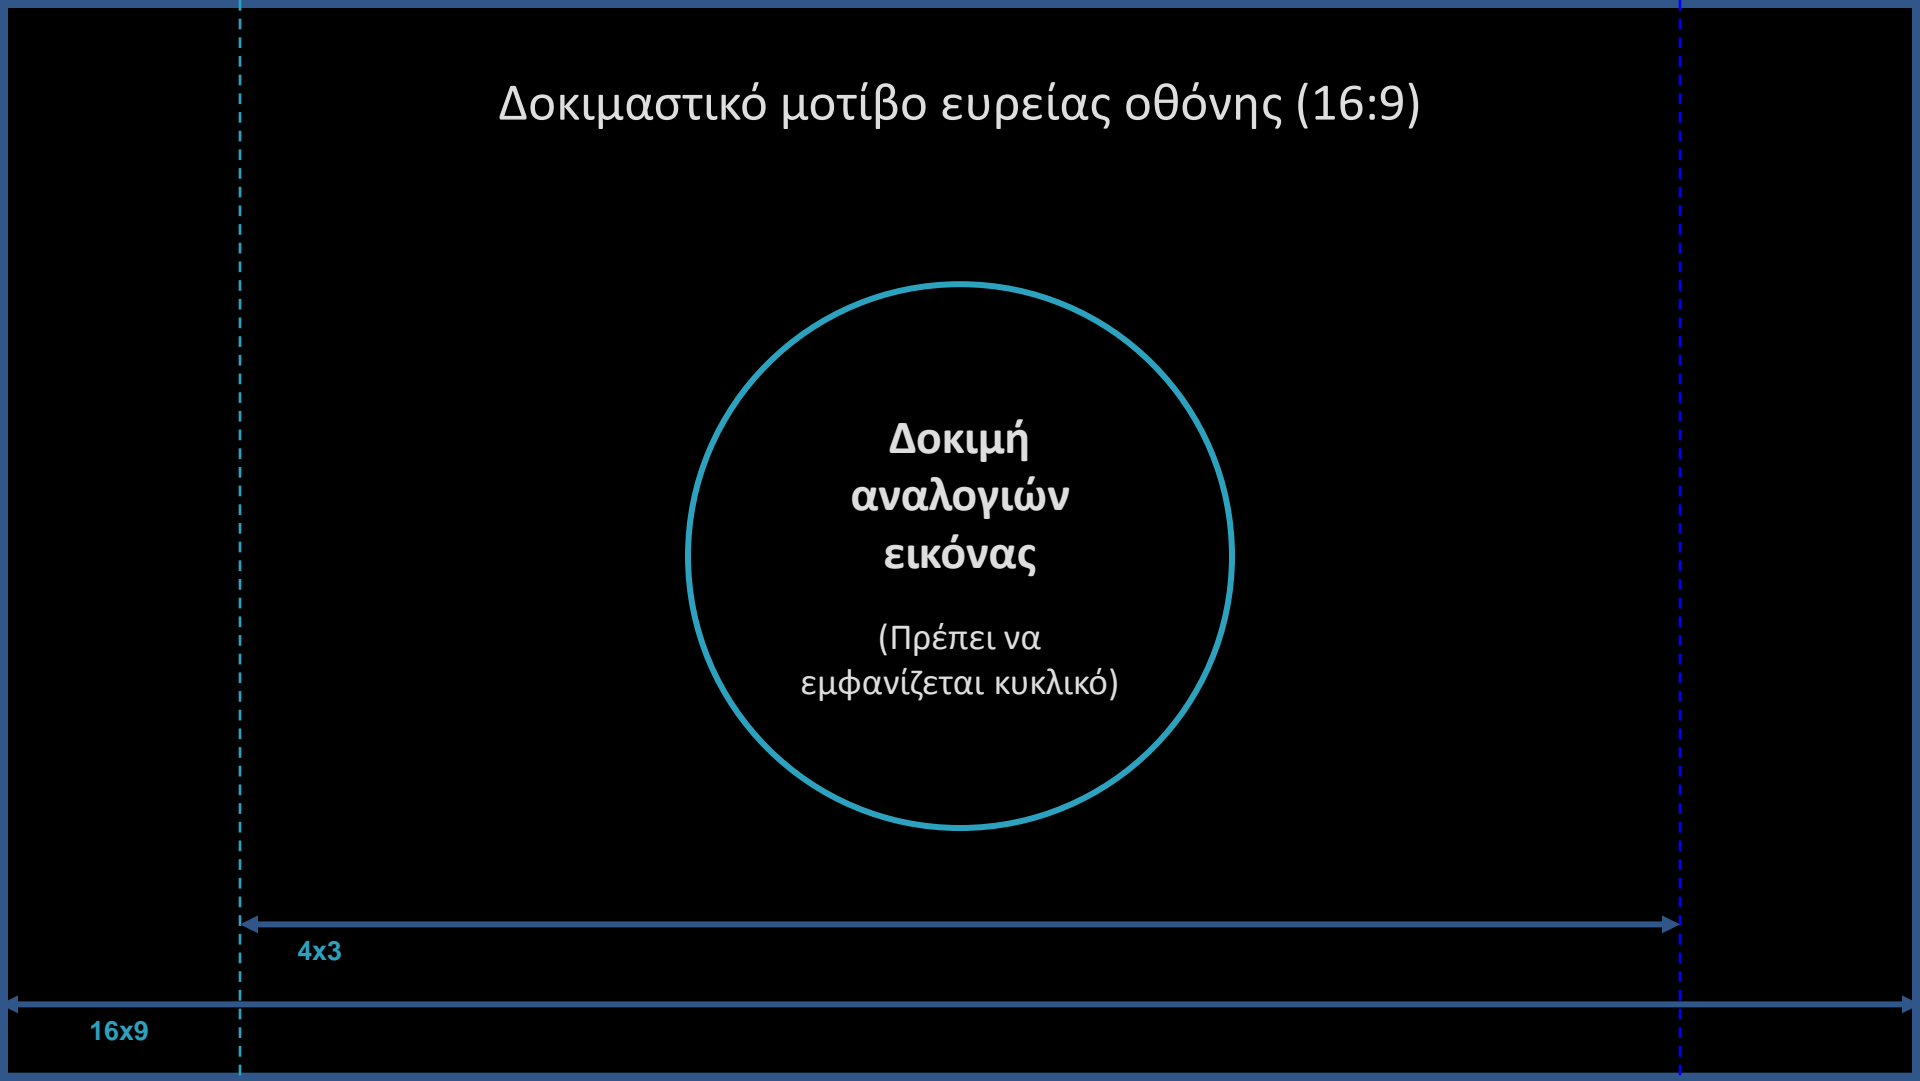 Δοκιμαστικό μοτίβο ευρείας οθόνης (16:9)
Δοκιμή
αναλογιών
εικόνας
(Πρέπει να
εμφανίζεται κυκλικό)
4x3
16x9